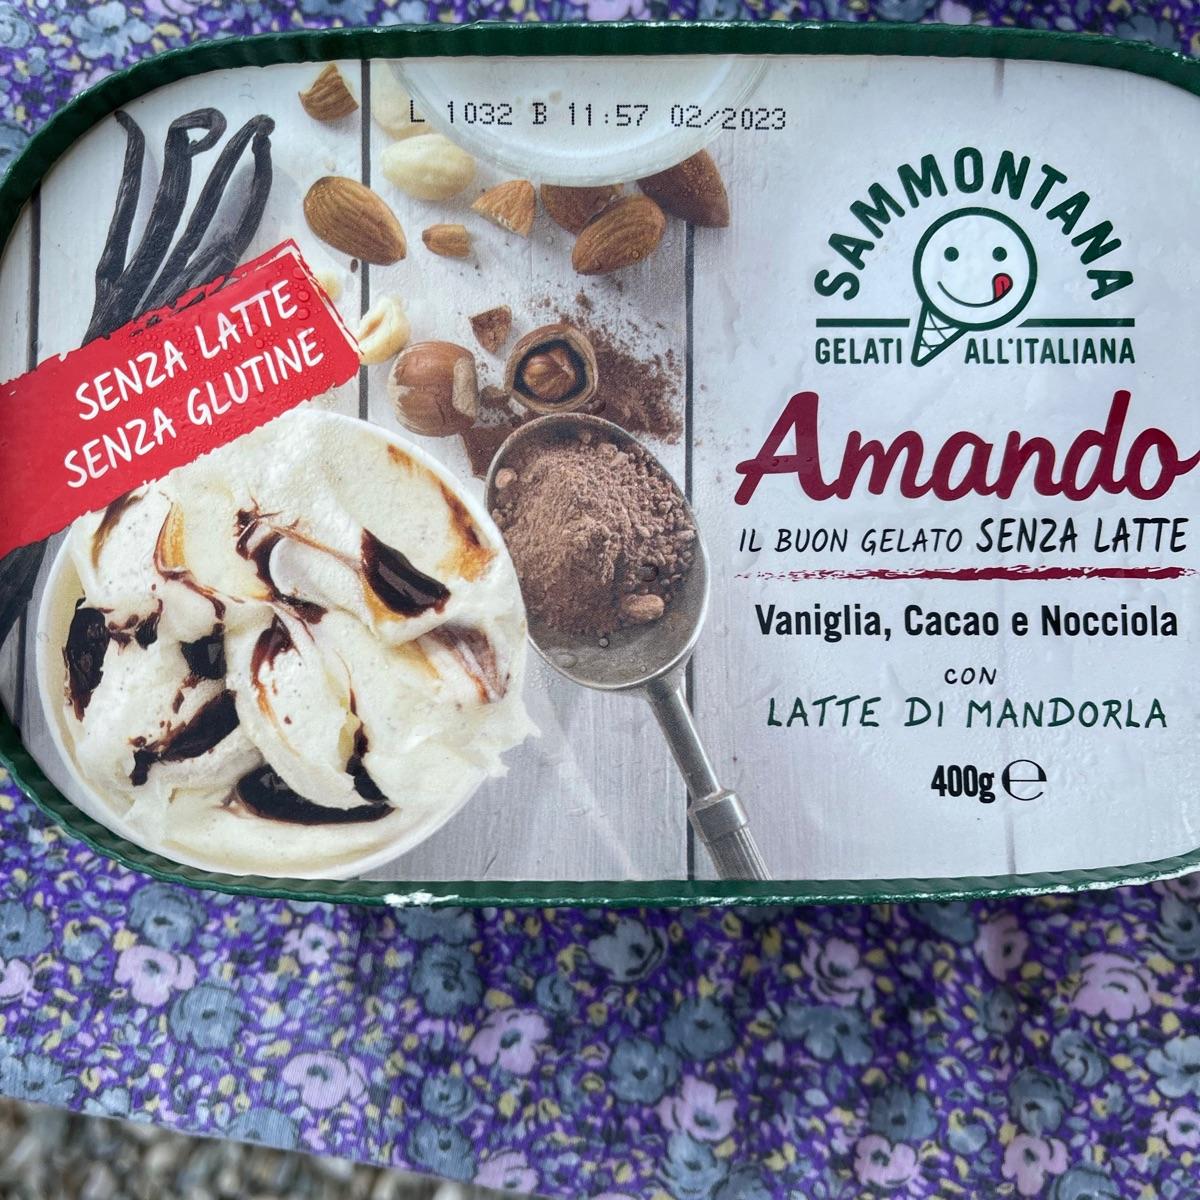 L 1032 B 11:57 02/2023
SAMMONTANA
GELATI ALL'ITALIANA
SENZA LATTE
SENZA GLUTINE
Amando
IL BUON GELATO SENZA LATTE
Vaniglia, Cacao e Nocciola
CON
LATTE DI MANDORLA
400g ℮